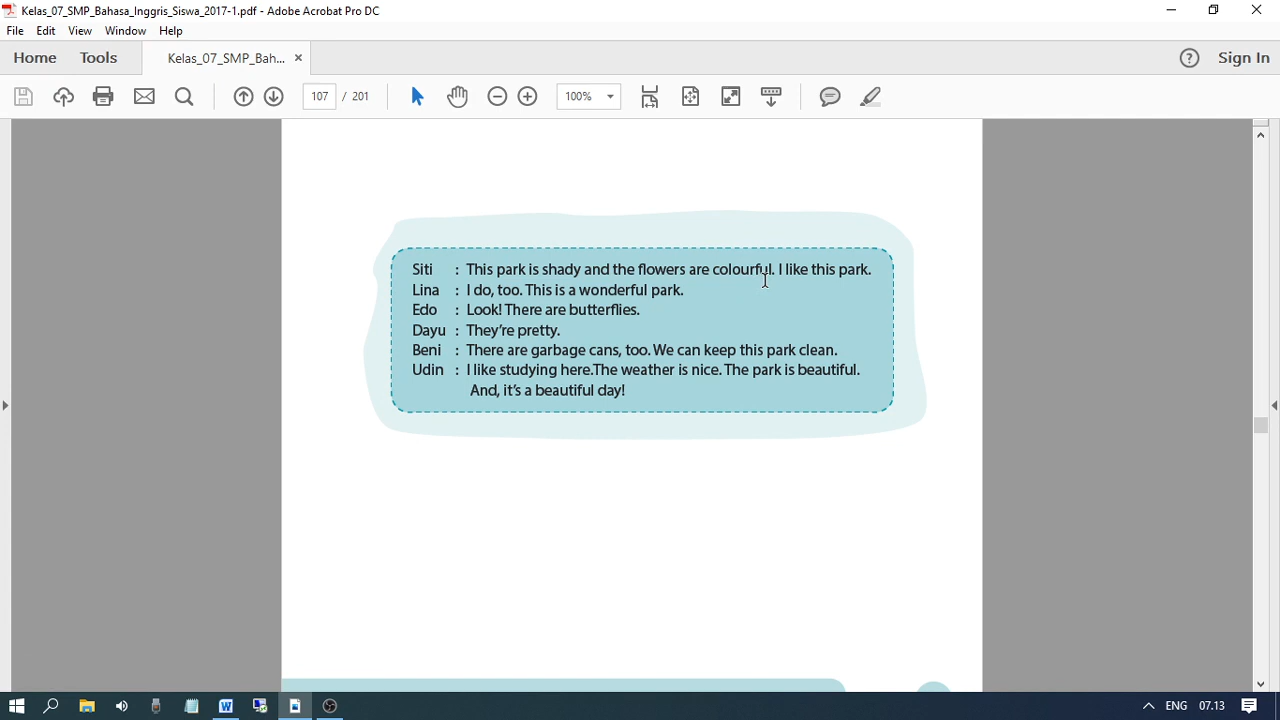 Kelas_07_SMP_Bahasa_Inggris_Siswa_2017-1.pdf - Adobe Acrobat Pro DC
File Edit View Window Help
Home Tools Kelas_07_SMP_Bah... × Sign In
107 / 201 100%
Siti : This park is shady and the flowers are colourful. I like this park.
Lina : I do, too. This is a wonderful park.
Edo : Look! There are butterflies.
Dayu : They're pretty.
Beni : There are garbage cans, too. We can keep this park clean.
Udin : I like studying here.The weather is nice. The park is beautiful.
And, it's a beautiful day!
ENG 07.13